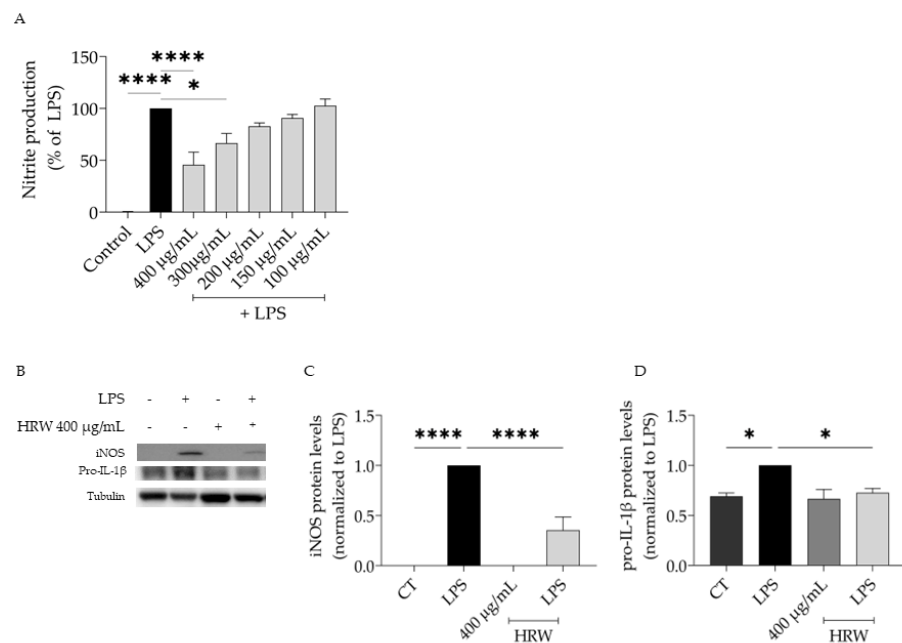 A
Nitrite production
(% of LPS)
150
100
50
0
****
****
*
Control
LPS
400 µg/mL
300µg/mL
200 µg/mL
150 µg/mL
100 µg/mL
+ LPS
B
LPS - + - +
HRW 400 µg/mL - - + +
iNOS
Pro-IL-1β
Tubulin
C
iNOS protein levels
(normalized to LPS)
1.5
1.0
0.5
0.0
**** ****
CT
LPS
400 µg/mL
LPS
HRW
D
pro-IL-1β protein levels
(normalized to LPS)
1.5
1.0
0.5
0.0
* *
CT
LPS
400 µg/mL
LPS
HRW